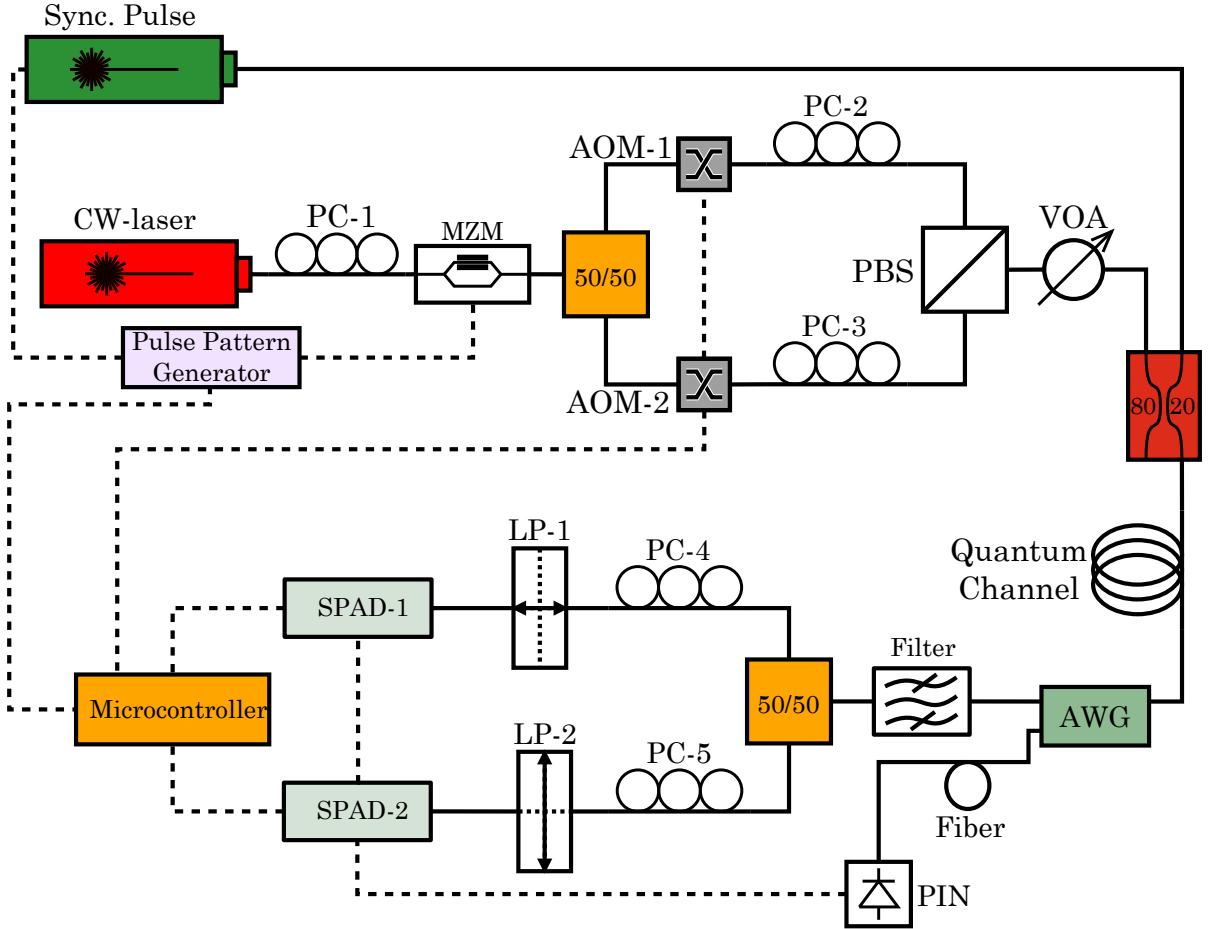 Sync. Pulse
PC-2
AOM-1
CW-laser
PC-1
MZM
VOA
50/50
PBS
PC-3
Pulse Pattern
Generator
AOM-2
80 20
LP-1
PC-4
Quantum
Channel
SPAD-1
Filter
Microcontroller
50/50
AWG
LP-2
PC-5
SPAD-2
Fiber
PIN